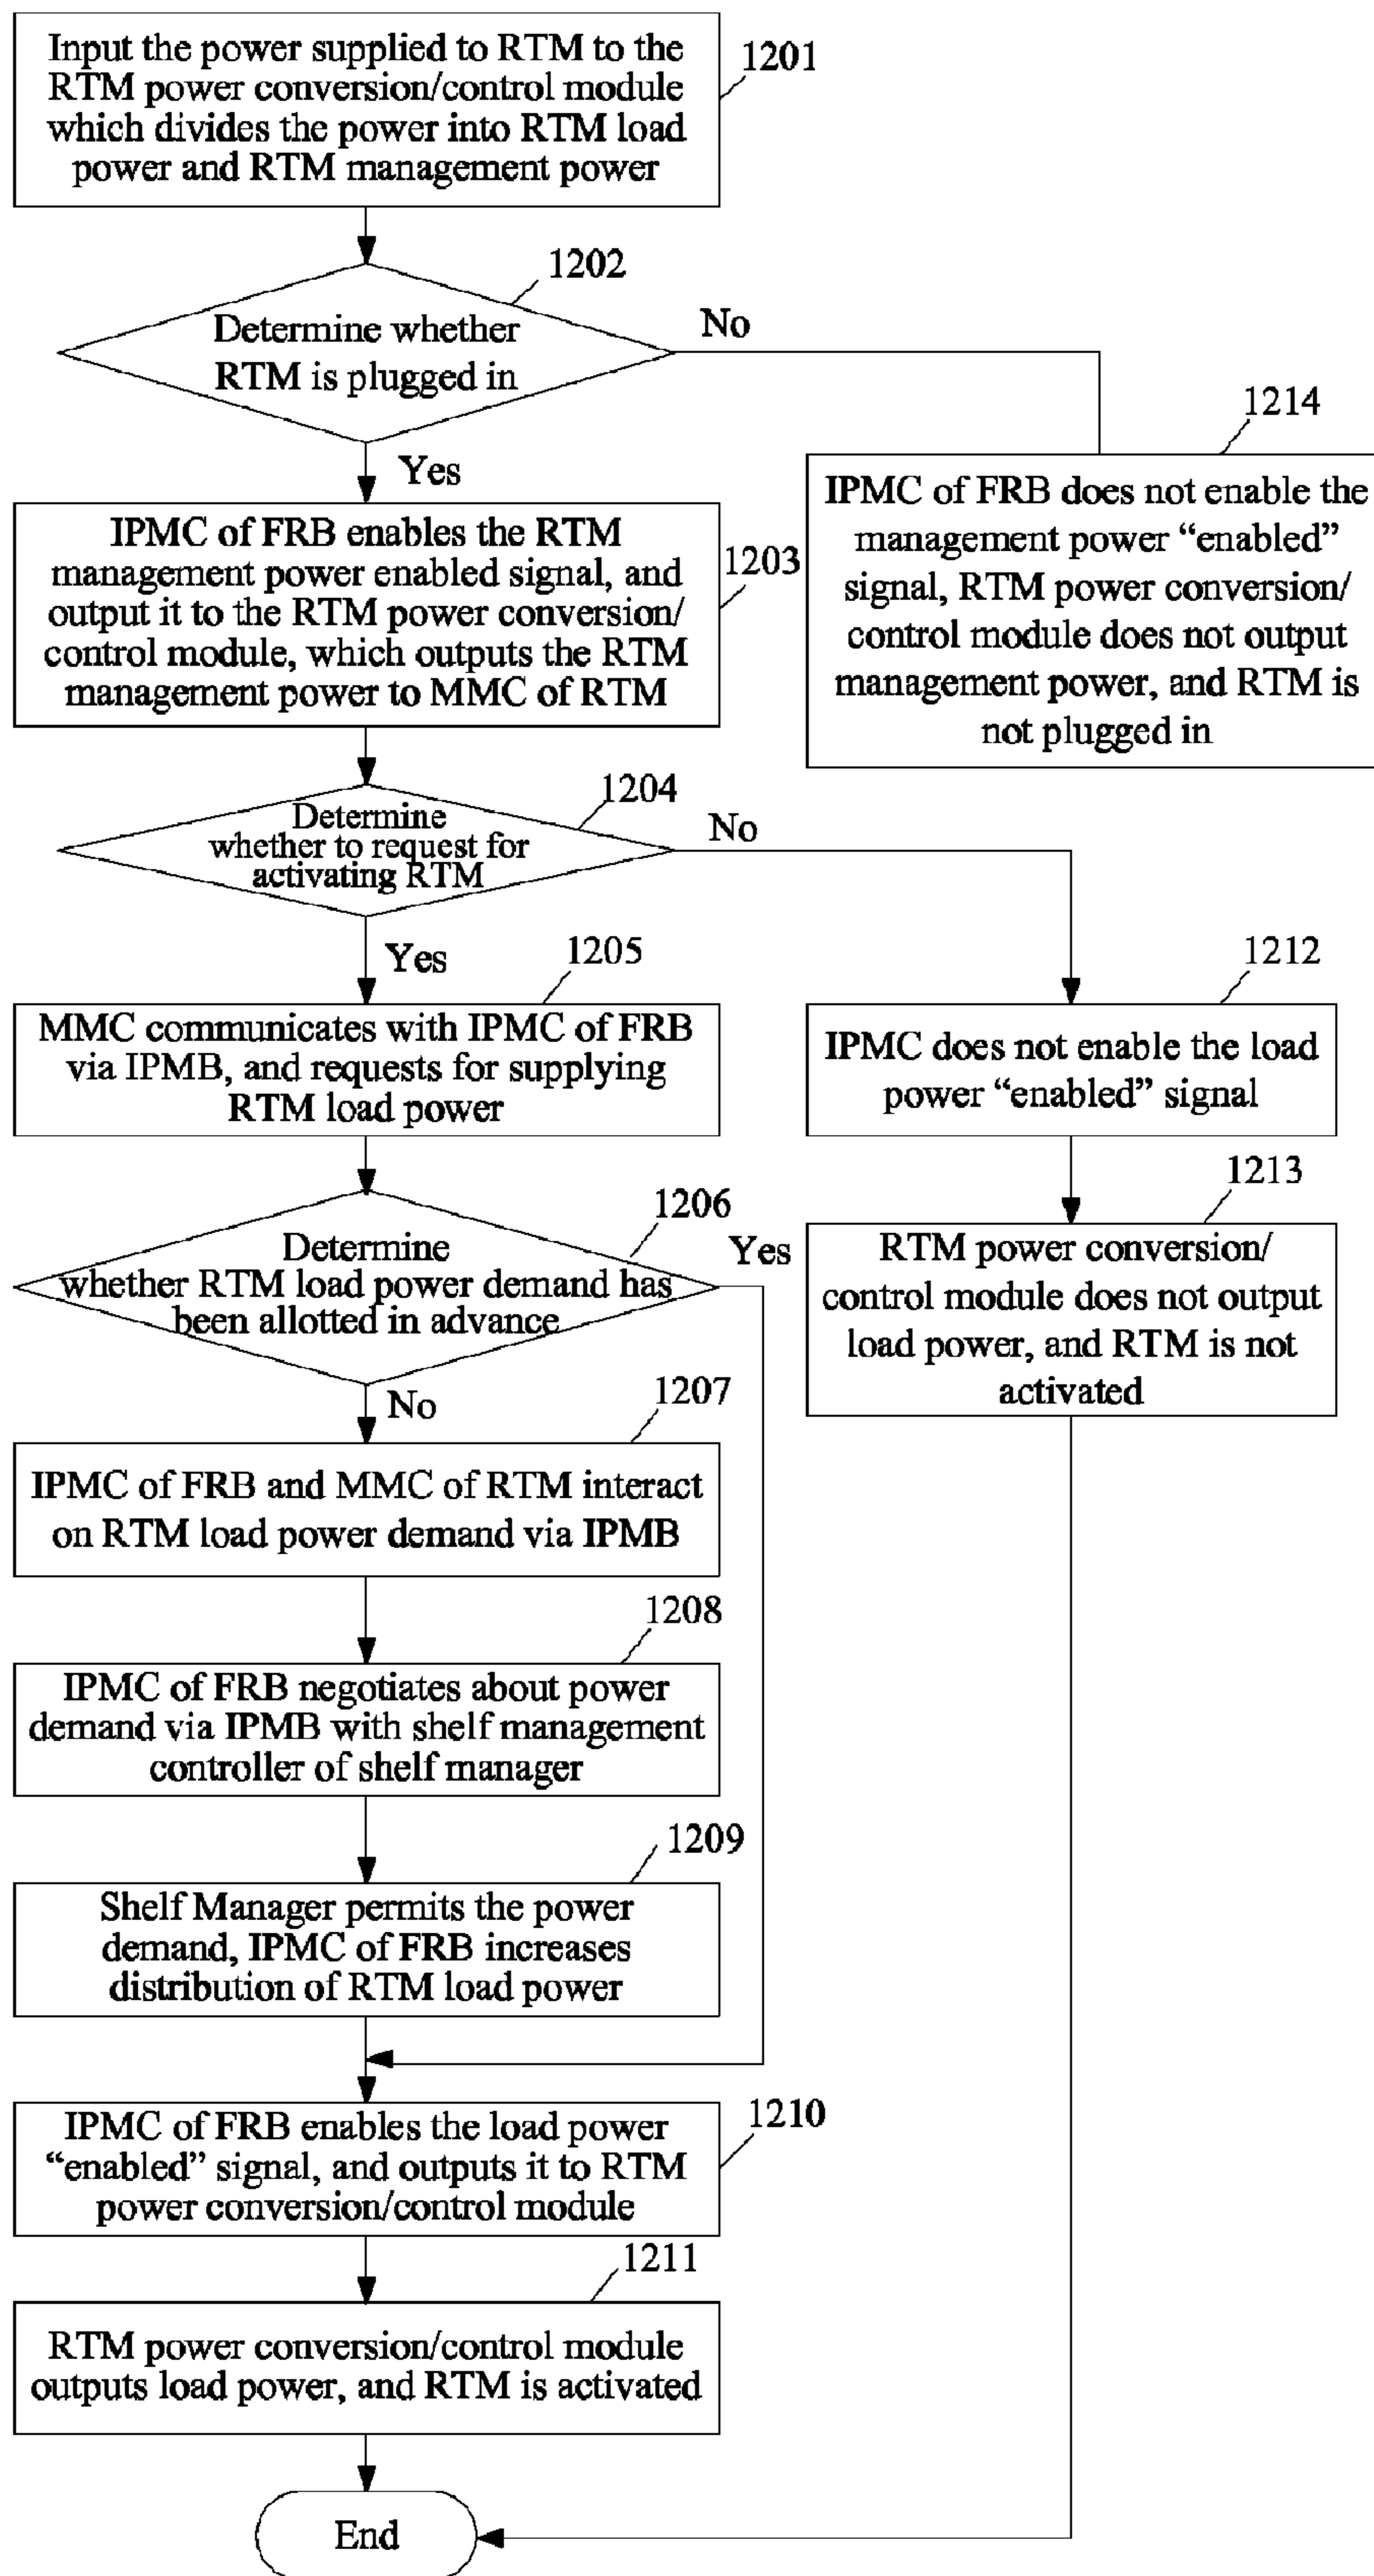 Input the power supplied to RTM to the
RTM power conversion/control module
which divides the power into RTM load
power and RTM management power
1201
1202
Determine whether
RTM is plugged in
No
Yes
1214
IPMC of FRB does not enable the
management power “enabled”
signal, RTM power conversion/
control module does not output
management power, and RTM is
not plugged in
IPMC of FRB enables the RTM
management power enabled signal, and
output it to the RTM power conversion/
control module, which outputs the RTM
management power to MMC of RTM
1203
1204
Determine
whether to request for
activating RTM
No
Yes
1205
MMC communicates with IPMC of FRB
via IPMB, and requests for supplying
RTM load power
1212
IPMC does not enable the load
power “enabled” signal
1213
RTM power conversion/
control module does not output
load power, and RTM is not
activated
1206
Determine
whether RTM load power demand has
been allotted in advance
Yes
No
1207
IPMC of FRB and MMC of RTM interact
on RTM load power demand via IPMB
1208
IPMC of FRB negotiates about power
demand via IPMB with shelf management
controller of shelf manager
1209
Shelf Manager permits the power
demand, IPMC of FRB increases
distribution of RTM load power
1210
IPMC of FRB enables the load power
“enabled” signal, and outputs it to RTM
power conversion/control module
1211
RTM power conversion/control module
outputs load power, and RTM is activated
End